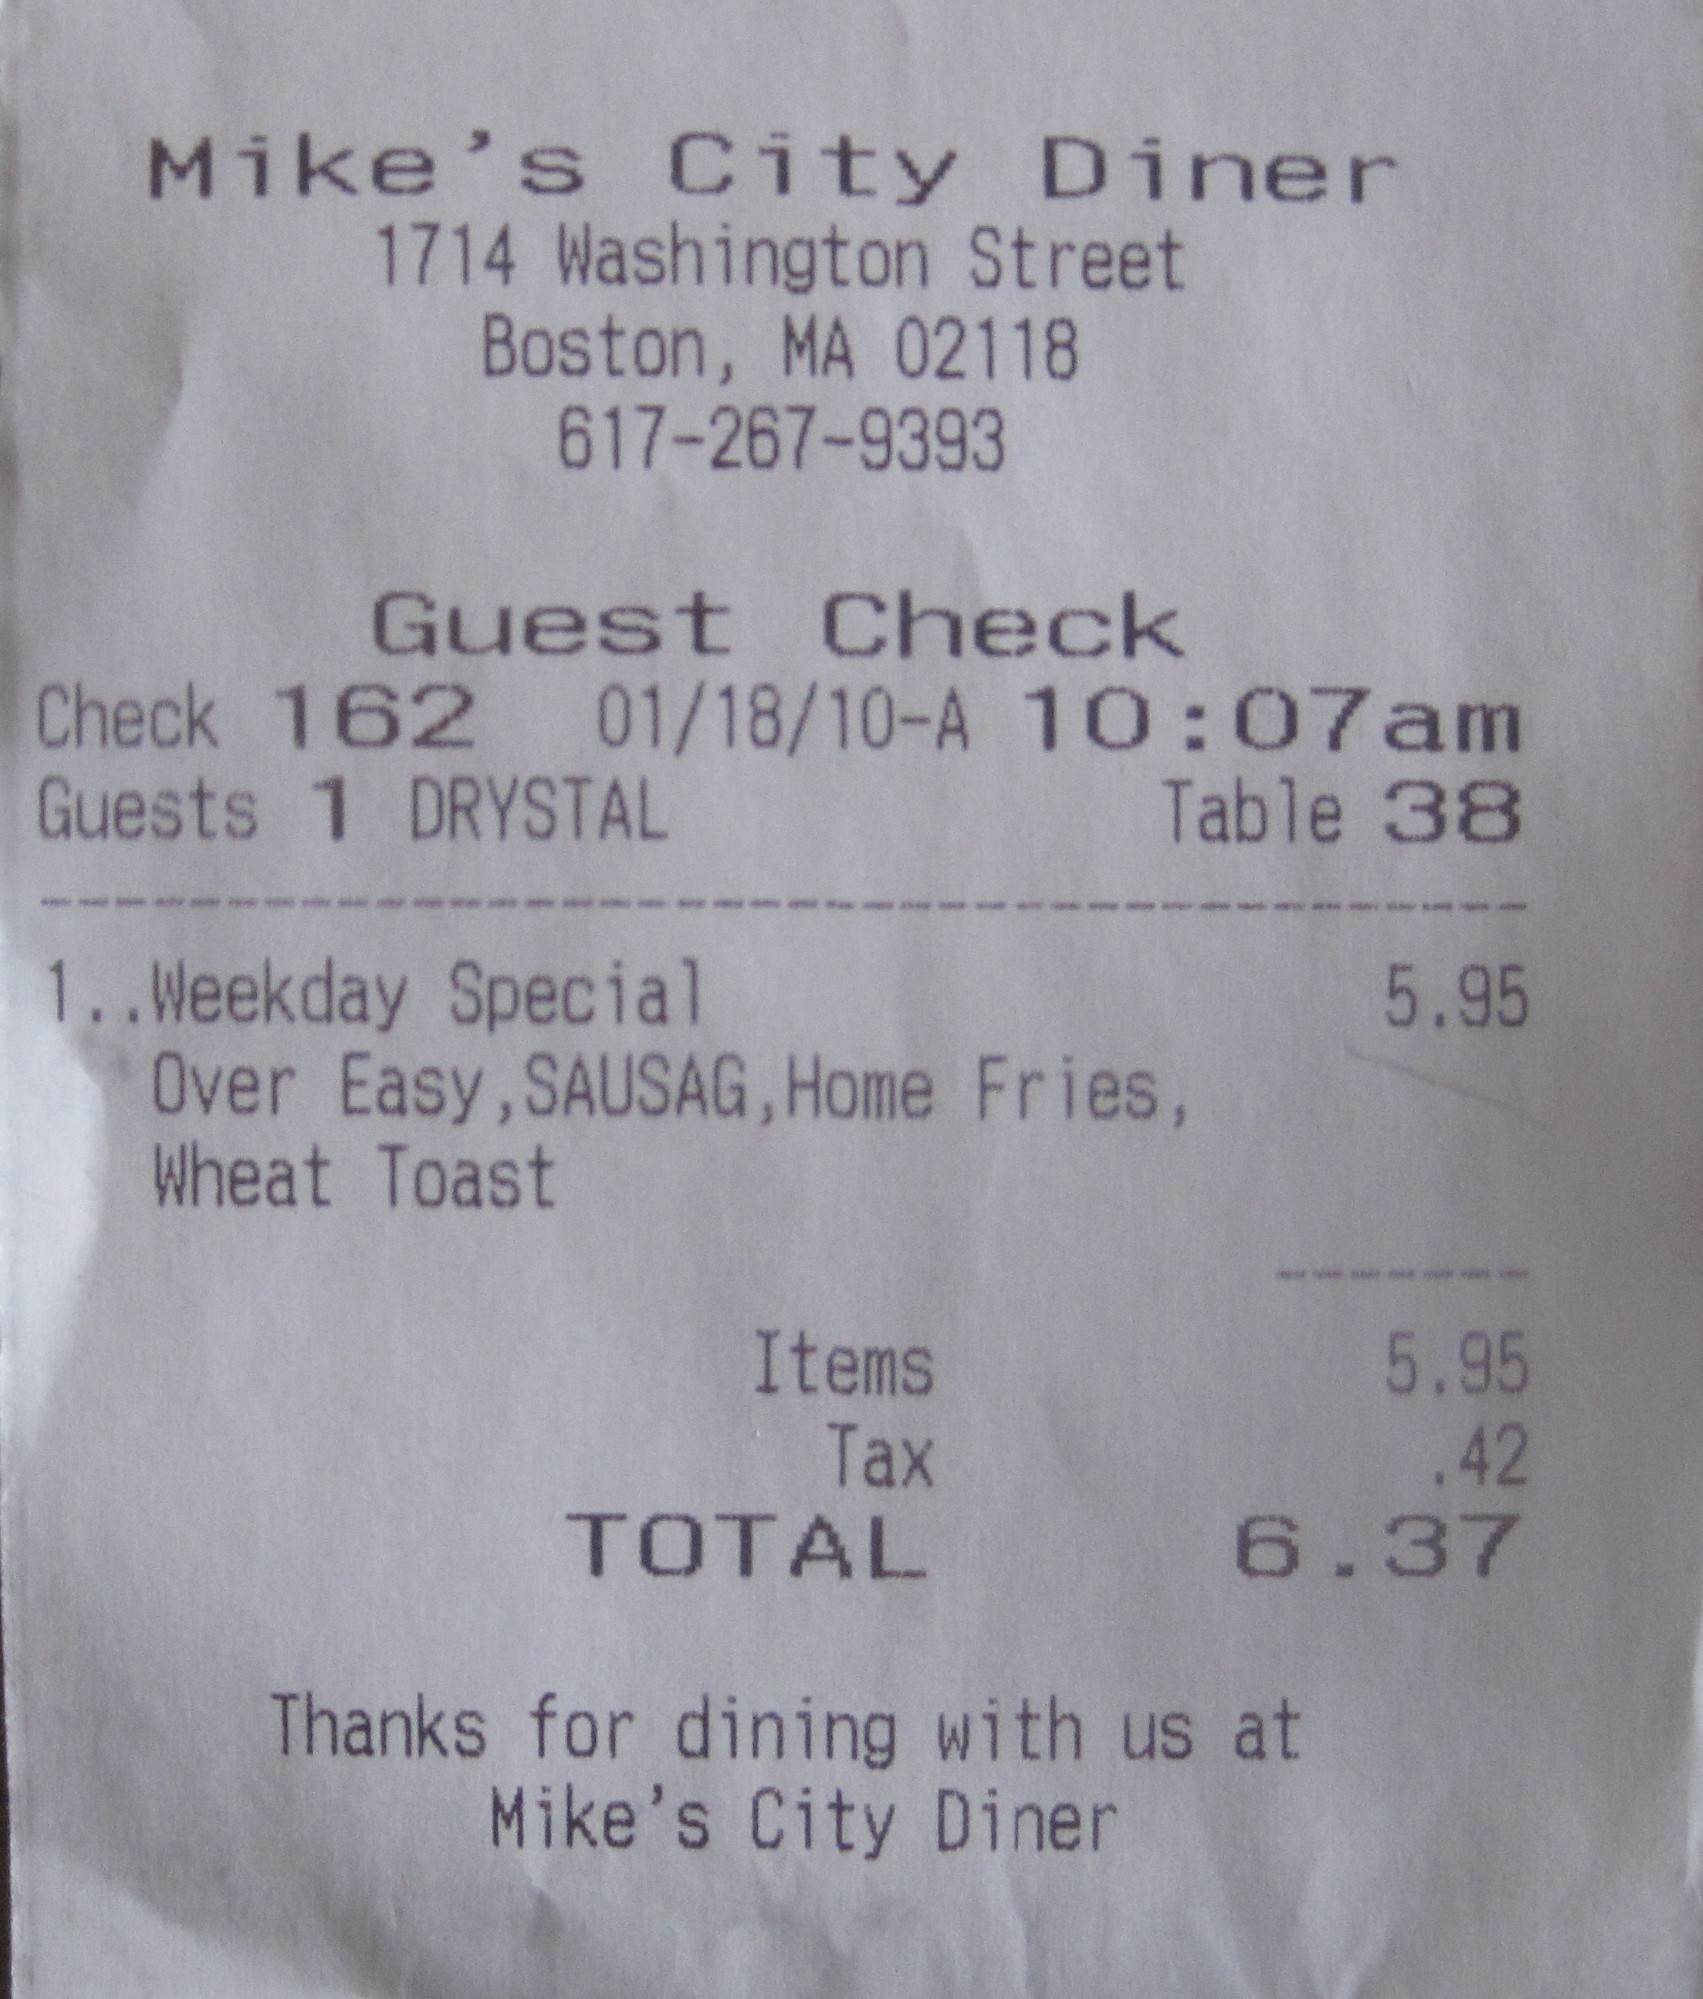 Mike's City Diner
1714 Washington Street
Boston, MA 02118
617-267-9393
Guest Check
Check 162 01/18/10-A 10:07am
Guests 1 DRYSTAL Table 38
----------------------------------------
1..Weekday Special 5.95
Over Easy,SAUSAG,Home Fries,
Wheat Toast
-------
Items 5.95
Tax .42
TOTAL 6.37
Thanks for dining with us at
Mike's City Diner